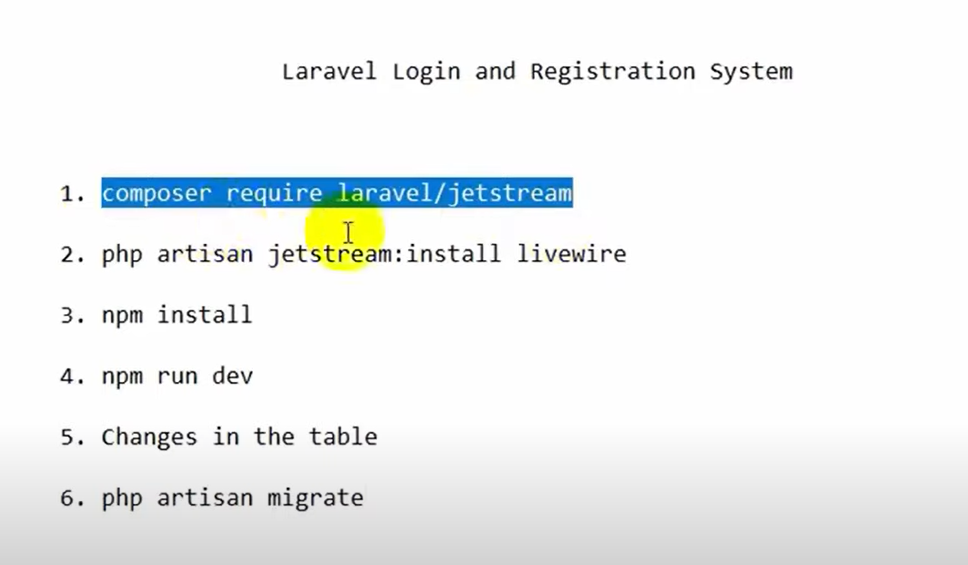 Laravel Login and Registration System
1. composer require laravel/jetstream
2. php artisan jetstream:install livewire
3. npm install
4. npm run dev
5. Changes in the table
6. php artisan migrate